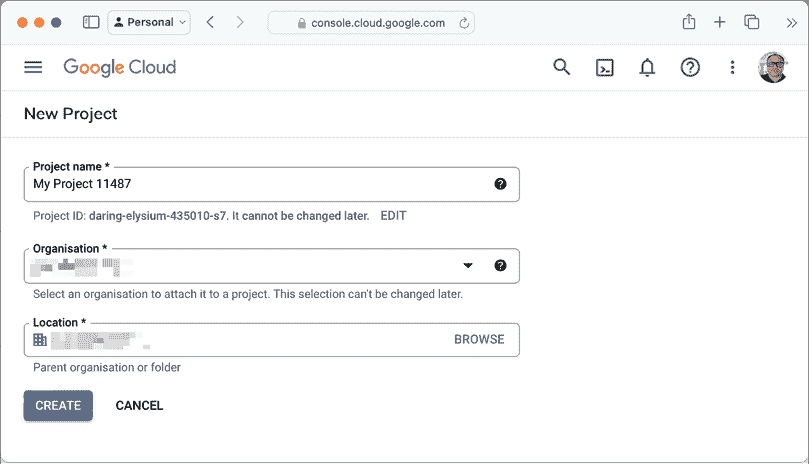 Personal
console.cloud.google.com
Google Cloud
New Project
Project name *
My Project 11487
Project ID: daring-elysium-435010-s7. It cannot be changed later. EDIT
Organisation *
Select an organisation to attach it to a project. This selection can't be changed later.
Location *
BROWSE
Parent organisation or folder
CREATE CANCEL